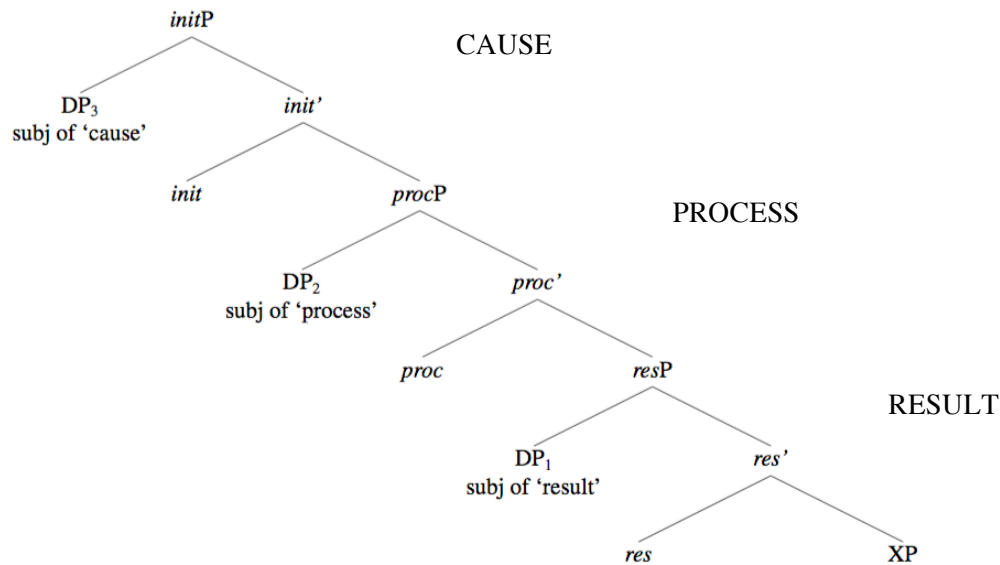 initP
CAUSE
DP₃
init’
subj of ‘cause’
init
procP
PROCESS
DP₂
proc’
subj of ‘process’
proc
resP
RESULT
DP₁
res’
subj of ‘result’
res
XP